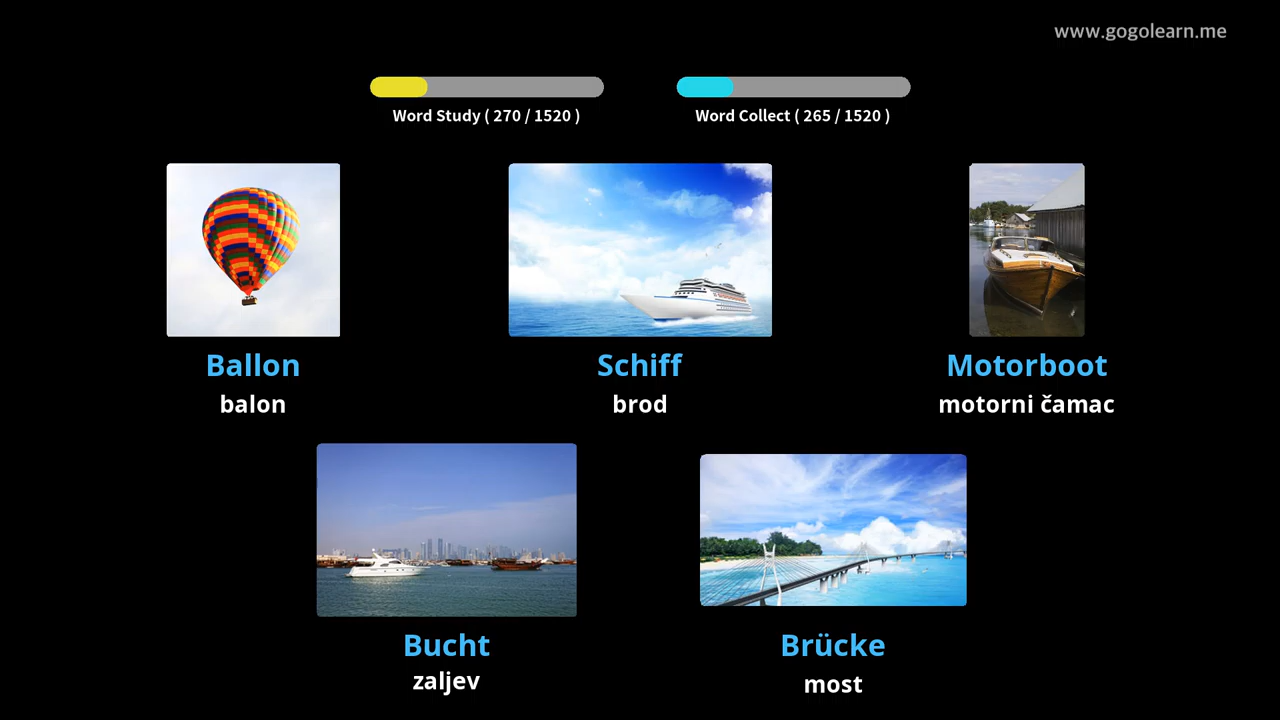 www.gogolearn.me
Word Study ( 270 / 1520 )
Word Collect ( 265 / 1520 )
Ballon
balon
Schiff
brod
Motorboot
motorni čamac
Bucht
zaljev
Brücke
most